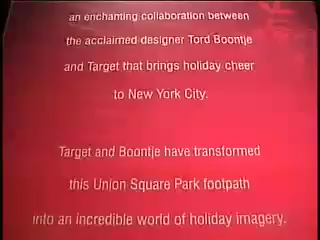 an enchanting collaboration between
the acclaimed designer Tord Boontje
and Target that brings holiday cheer
to New York City.
Target and Boontje have transformed
this Union Square Park footpath
into an incredible world of holiday imagery.